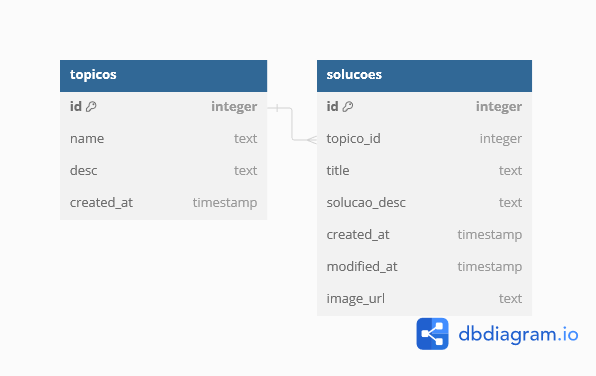 topicos
id integer
name text
desc text
created_at timestamp
solucoes
id integer
topico_id integer
title text
solucao_desc text
created_at timestamp
modified_at timestamp
image_url text
dbdiagram.io